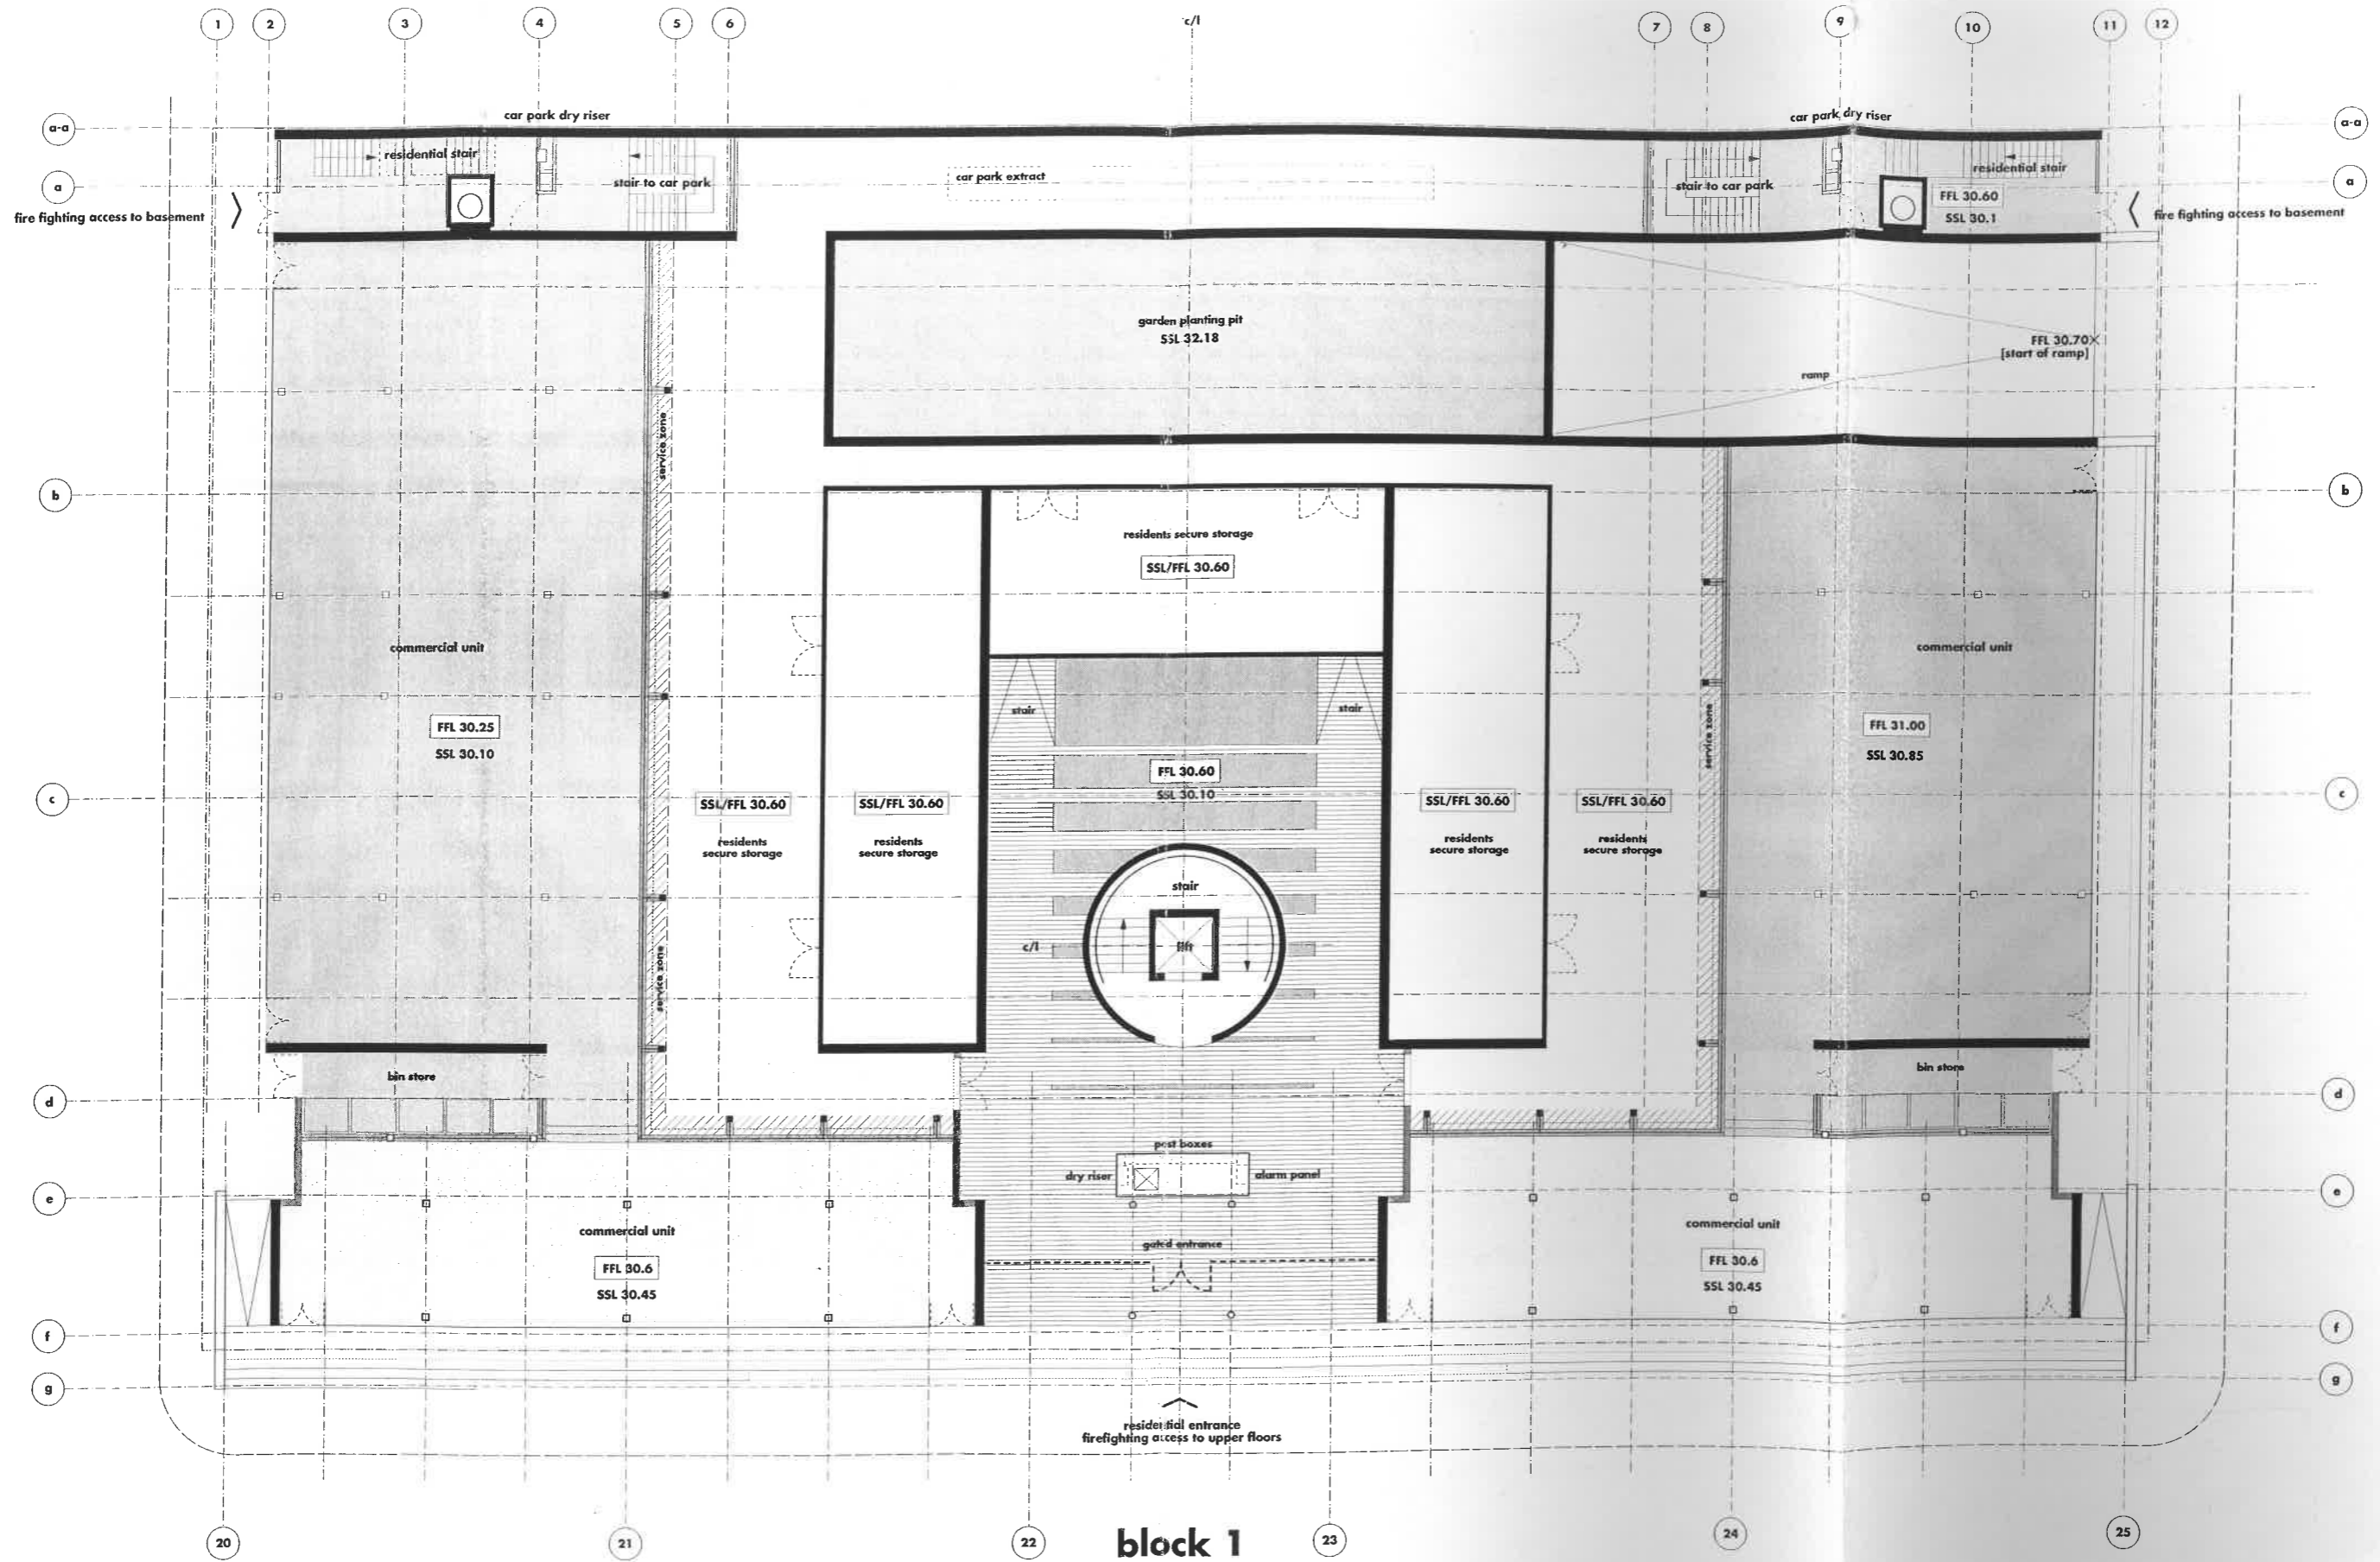 1 2 3 4 5 6 c/l 7 8 9 10 11 12
car park dry riser
car park dry riser
a-a
a-a
residential stair
residential stair
car park extract
stair to car park
stair to car park
a
a
FFL 30.60
SSL 30.1
fire fighting access to basement
fire fighting access to basement
garden planting pit
SSL 32.18
FFL 30.70
[start of ramp]
ramp
service zone
b
b
residents secure storage
SSL/FFL 30.60
commercial unit
commercial unit
stair
stair
FFL 30.25
SSL 30.10
FFL 31.00
SSL 30.85
service zone
FFL 30.60
SSL 30.10
c
c
SSL/FFL 30.60
residents
secure storage
SSL/FFL 30.60
residents
secure storage
SSL/FFL 30.60
residents
secure storage
SSL/FFL 30.60
residents
secure storage
stair
c/l
lift
service zone
bin store
bin store
d
d
post boxes
dry riser
alarm panel
e
e
commercial unit
FFL 30.6
SSL 30.45
gated entrance
commercial unit
FFL 30.6
SSL 30.45
f
f
g
g
residential entrance
firefighting access to upper floors
20 21 22 block 1 23 24 25